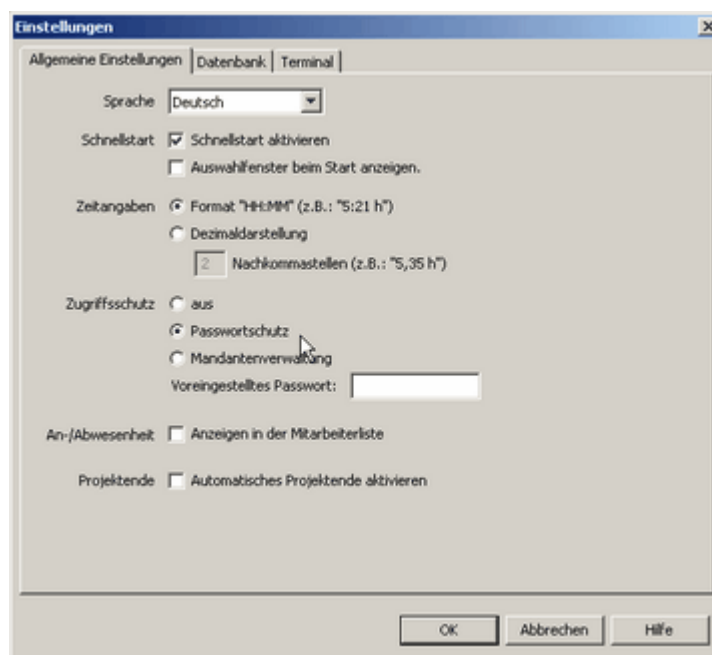 Einstellungen
Allgemeine Einstellungen Datenbank Terminal
Sprache Deutsch
Schnellstart Schnellstart aktivieren
Auswahlfenster beim Start anzeigen.
Zeitangaben Format "HH:MM" (z.B.: "5:21 h")
Dezimaldarstellung
2 Nachkommastellen (z.B.: "5,35 h")
Zugriffsschutz aus
Passwortschutz
Mandantenverwaltung
Voreingestelltes Passwort:
An-/Abwesenheit Anzeigen in der Mitarbeiterliste
Projektende Automatisches Projektende aktivieren
OK Abbrechen Hilfe